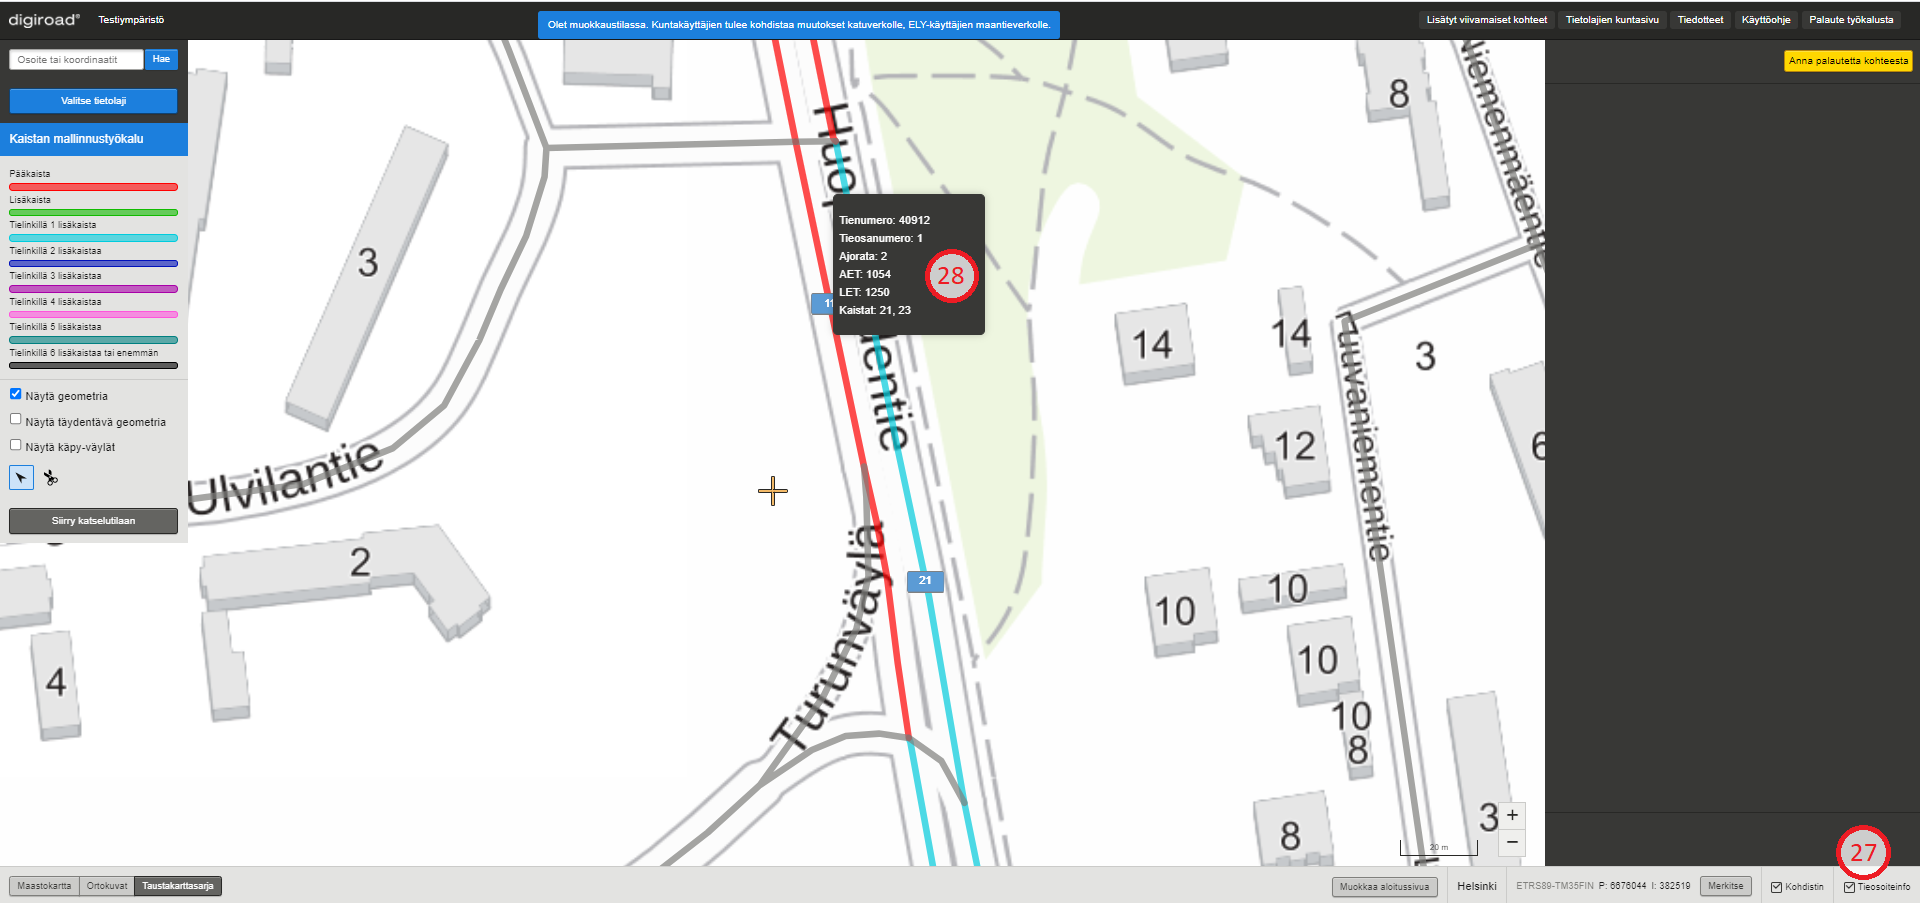 digiroad®
Testiympäristö
Olet muokkaustilassa. Kuntakäyttäjien tulee kohdistaa muutokset katuverkolle, ELY-käyttäjien maantieverkolle.
Lisätyt viivamaiset kohteet
Tietolajien kuntasivu
Tiedotteet
Käyttöohje
Palaute työkalusta
Osoite tai koordinaatit
Hae
Valitse tietolaji
Kaistan mallinnustyökalu
Pääkaista
Lisäkaista
Tielinkillä 1 lisäkaista
Tielinkillä 2 lisäkaistaa
Tielinkillä 3 lisäkaistaa
Tielinkillä 4 lisäkaistaa
Tielinkillä 5 lisäkaistaa
Tielinkillä 6 lisäkaistaa tai enemmän
Näytä geometria
Näytä täydentävä geometria
Näytä käpy-väylät
Siirry katselutilaan
Anna palautetta kohteesta
Tienumero: 40912
Tieosanumero: 1
Ajorata: 2
AET: 1054
LET: 1250
Kaistat: 21, 23
28
11
21
Ulvilantie
Turunväylä
Niemenmäentie
3
8
14
14
3
12
6
2
10
10
10
10
8
4
8
3
20 m
+
−
27
Maastokartta
Ortokuvat
Taustakarttasarja
Muokkaa aloitussivua
Helsinki
ETRS89-TM35FIN P: 6676044 I: 382519
Merkitse
Kohdistin
Tieosoiteinfo